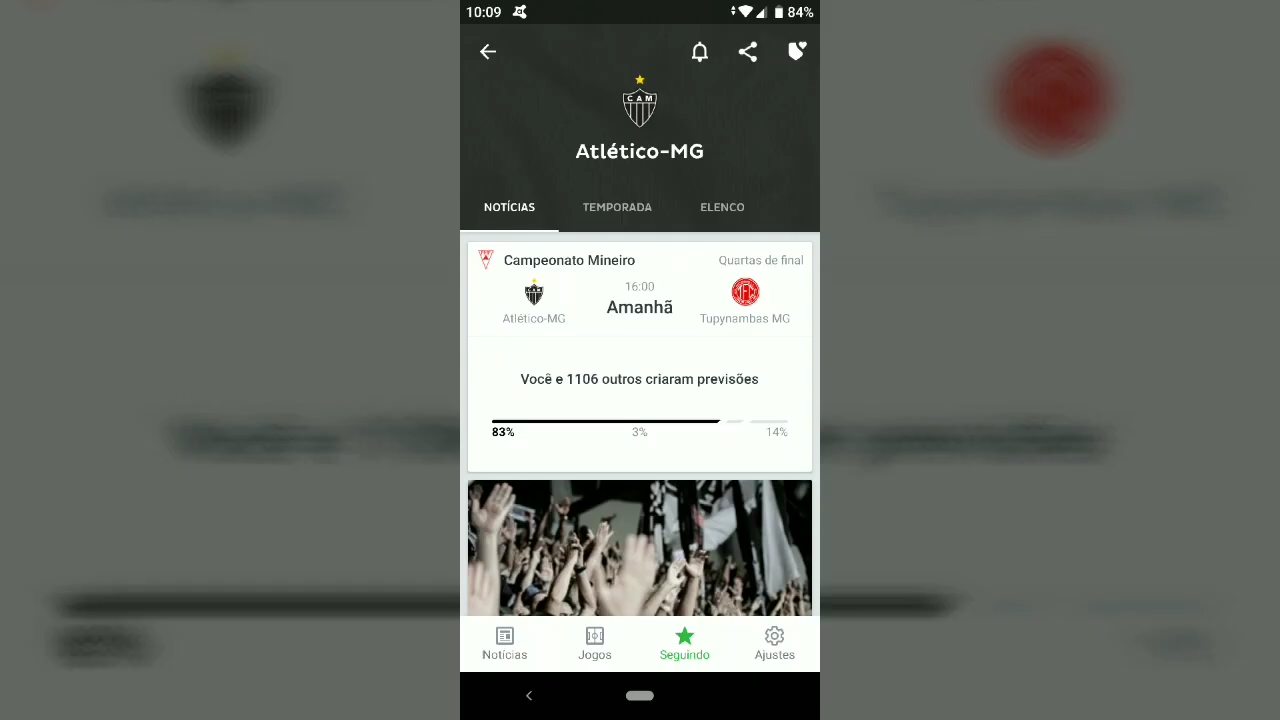 10:09
84%
CAM
Atlético-MG
NOTÍCIAS TEMPORADA ELENCO
Campeonato Mineiro Quartas de final
16:00
Amanhã
Atlético-MG Tupynambas MG
Você e 1106 outros criaram previsões
83% 3% 14%
Notícias Jogos Seguindo Ajustes